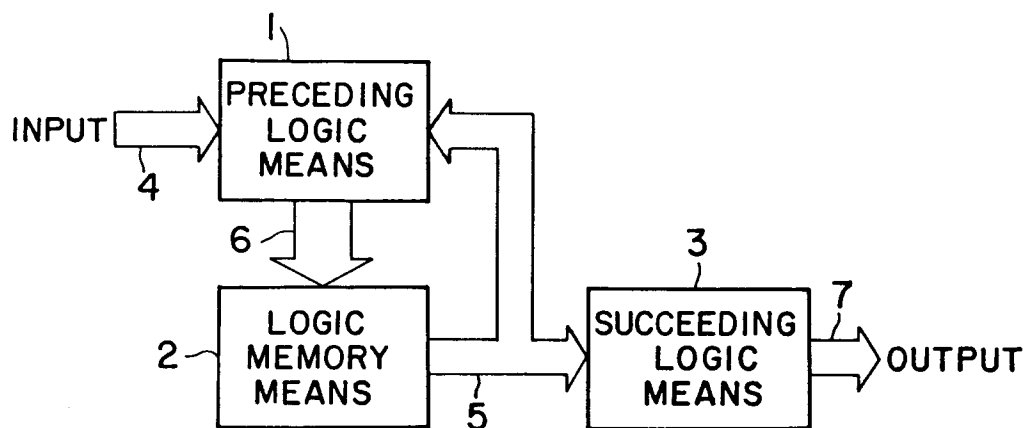 1
PRECEDING
LOGIC
MEANS
INPUT
4
6
2
LOGIC
MEMORY
MEANS
5
3
SUCCEEDING
LOGIC
MEANS
7
OUTPUT